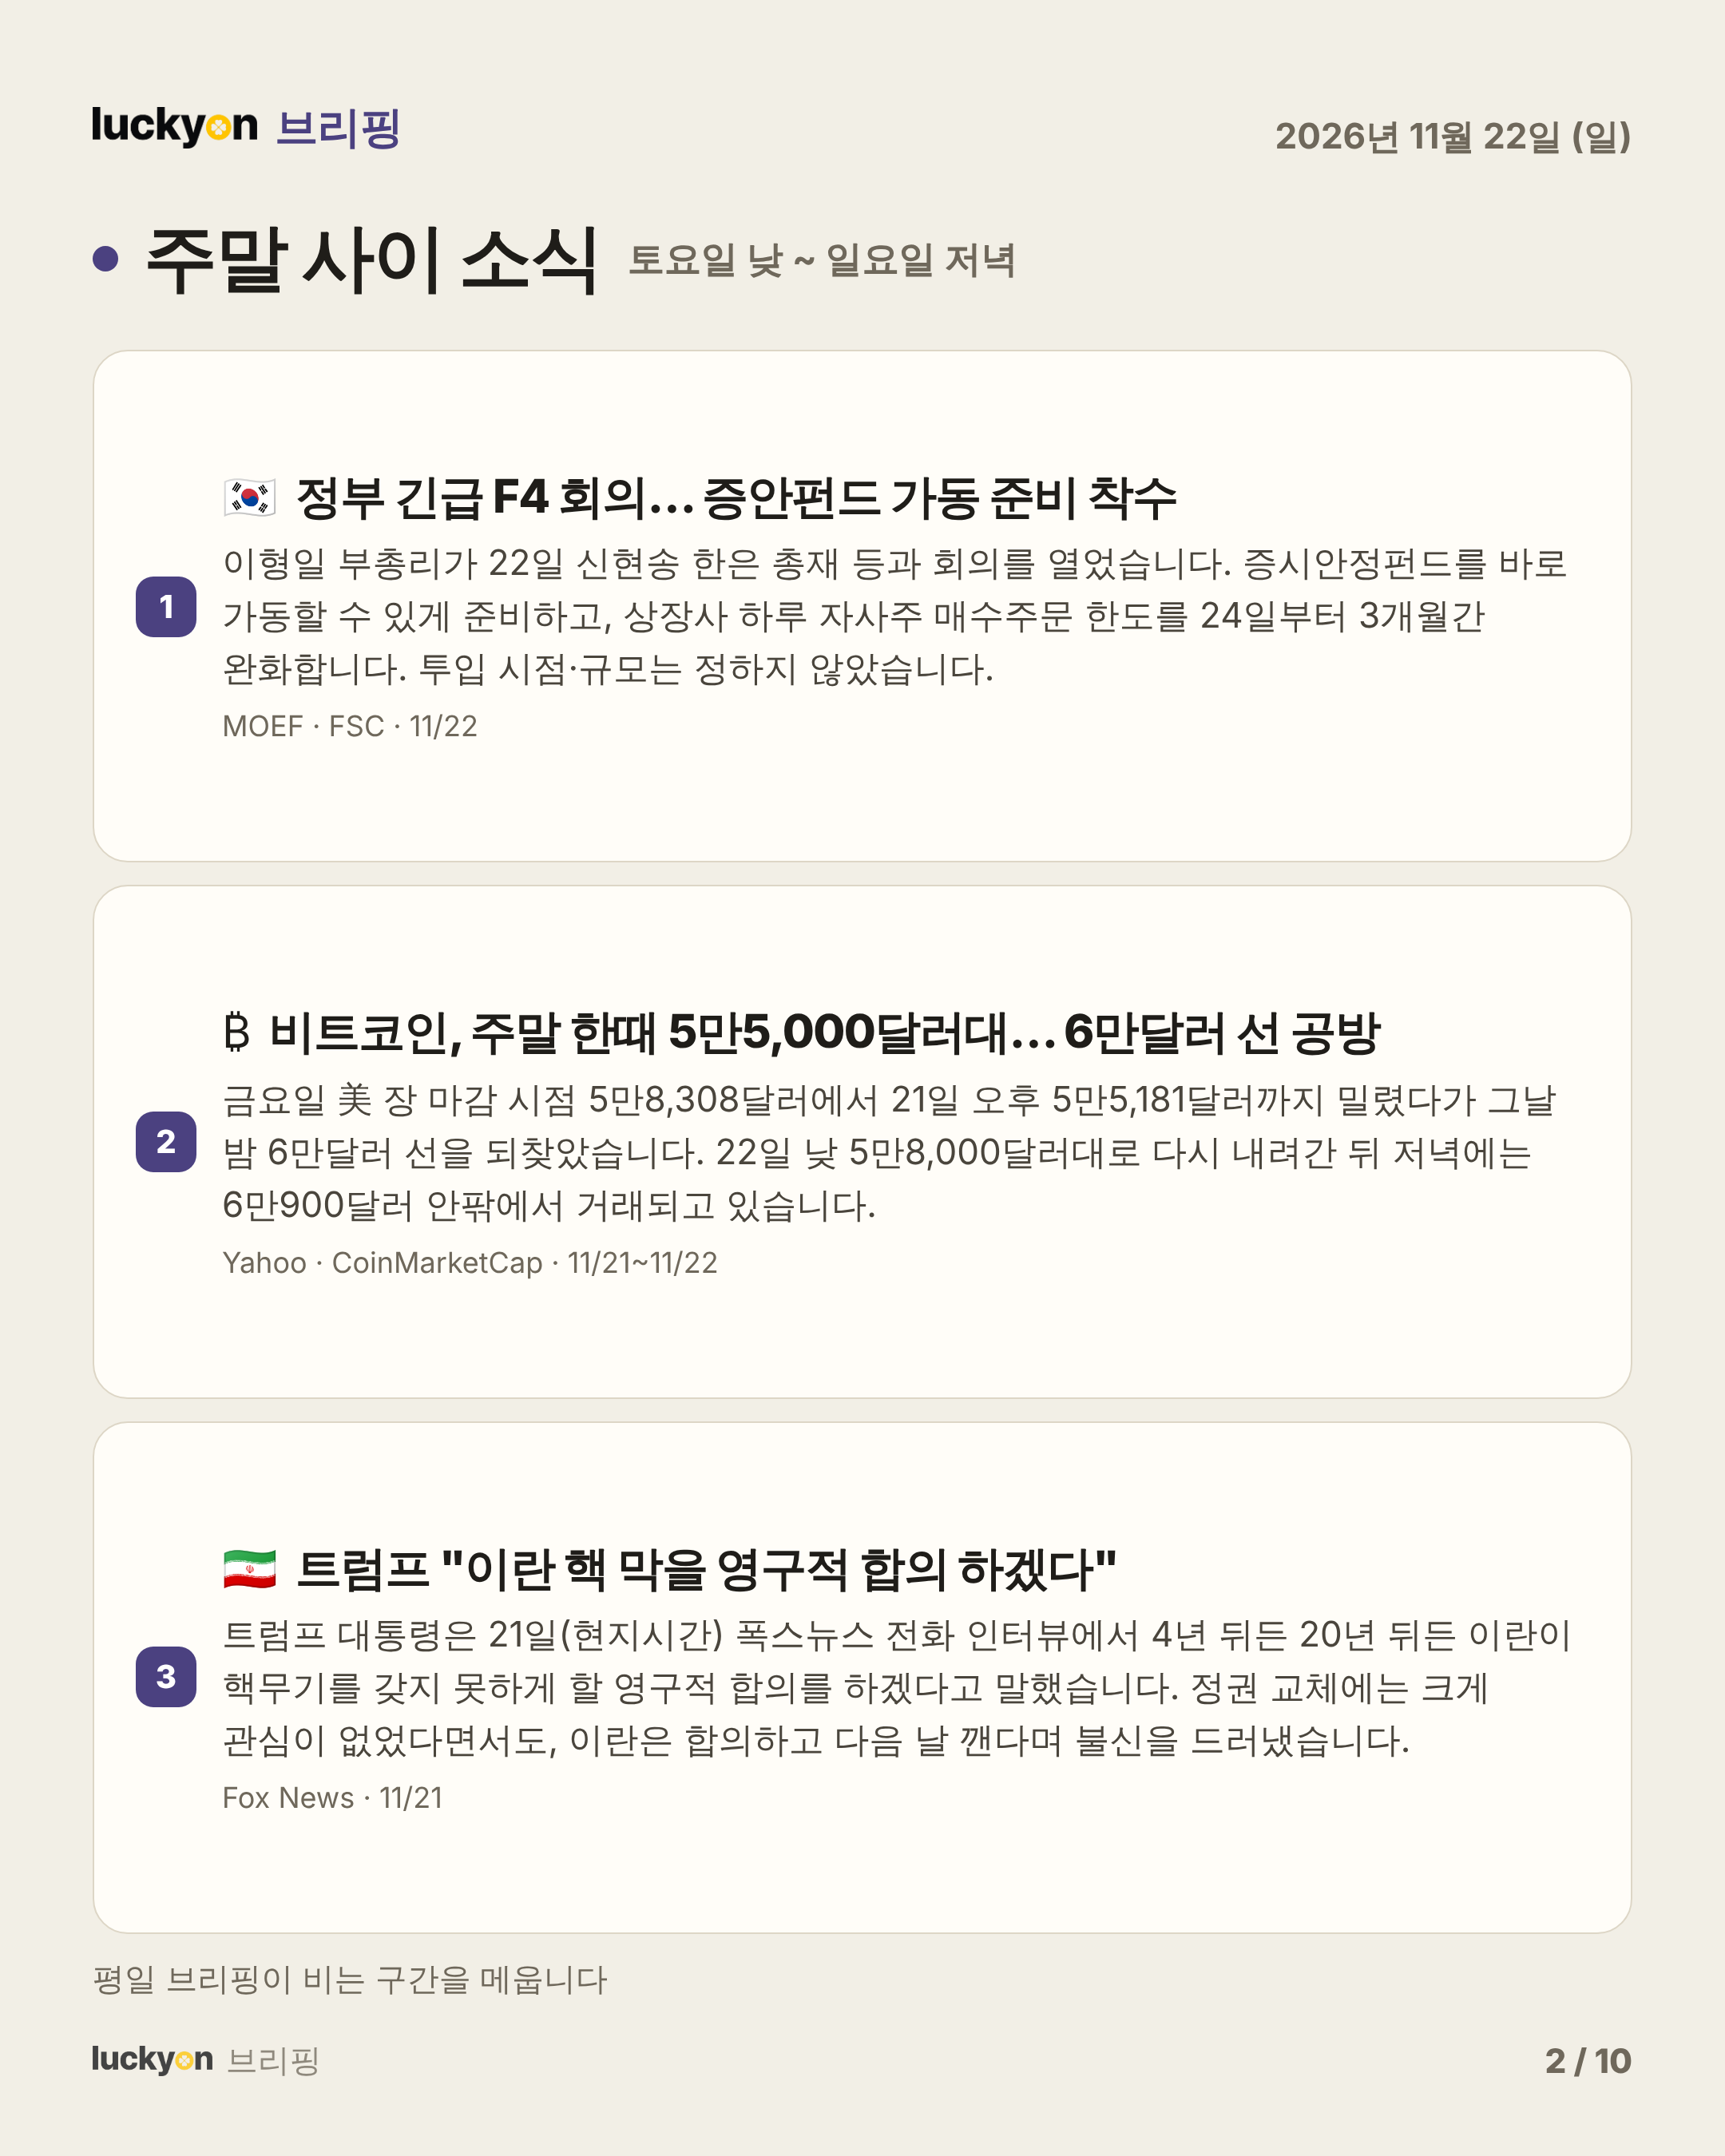 luckyon 브리핑
2026년 11월 22일 (일)
주말 사이 소식 토요일 낮 ~ 일요일 저녁
정부 긴급 F4 회의… 증안펀드 가동 준비 착수
1
이형일 부총리가 22일 신현송 한은 총재 등과 회의를 열었습니다. 증시안정펀드를 바로
가동할 수 있게 준비하고, 상장사 하루 자사주 매수주문 한도를 24일부터 3개월간
완화합니다. 투입 시점·규모는 정하지 않았습니다.
MOEF · FSC · 11/22
₿ 비트코인, 주말 한때 5만5,000달러대… 6만달러 선 공방
2
금요일 美 장 마감 시점 5만8,308달러에서 21일 오후 5만5,181달러까지 밀렸다가 그날
밤 6만달러 선을 되찾았습니다. 22일 낮 5만8,000달러대로 다시 내려간 뒤 저녁에는
6만900달러 안팎에서 거래되고 있습니다.
Yahoo · CoinMarketCap · 11/21~11/22
트럼프 "이란 핵 막을 영구적 합의 하겠다"
3
트럼프 대통령은 21일(현지시간) 폭스뉴스 전화 인터뷰에서 4년 뒤든 20년 뒤든 이란이
핵무기를 갖지 못하게 할 영구적 합의를 하겠다고 말했습니다. 정권 교체에는 크게
관심이 없었다면서도, 이란은 합의하고 다음 날 깬다며 불신을 드러냈습니다.
Fox News · 11/21
평일 브리핑이 비는 구간을 메웁니다
luckyon 브리핑
2 / 10